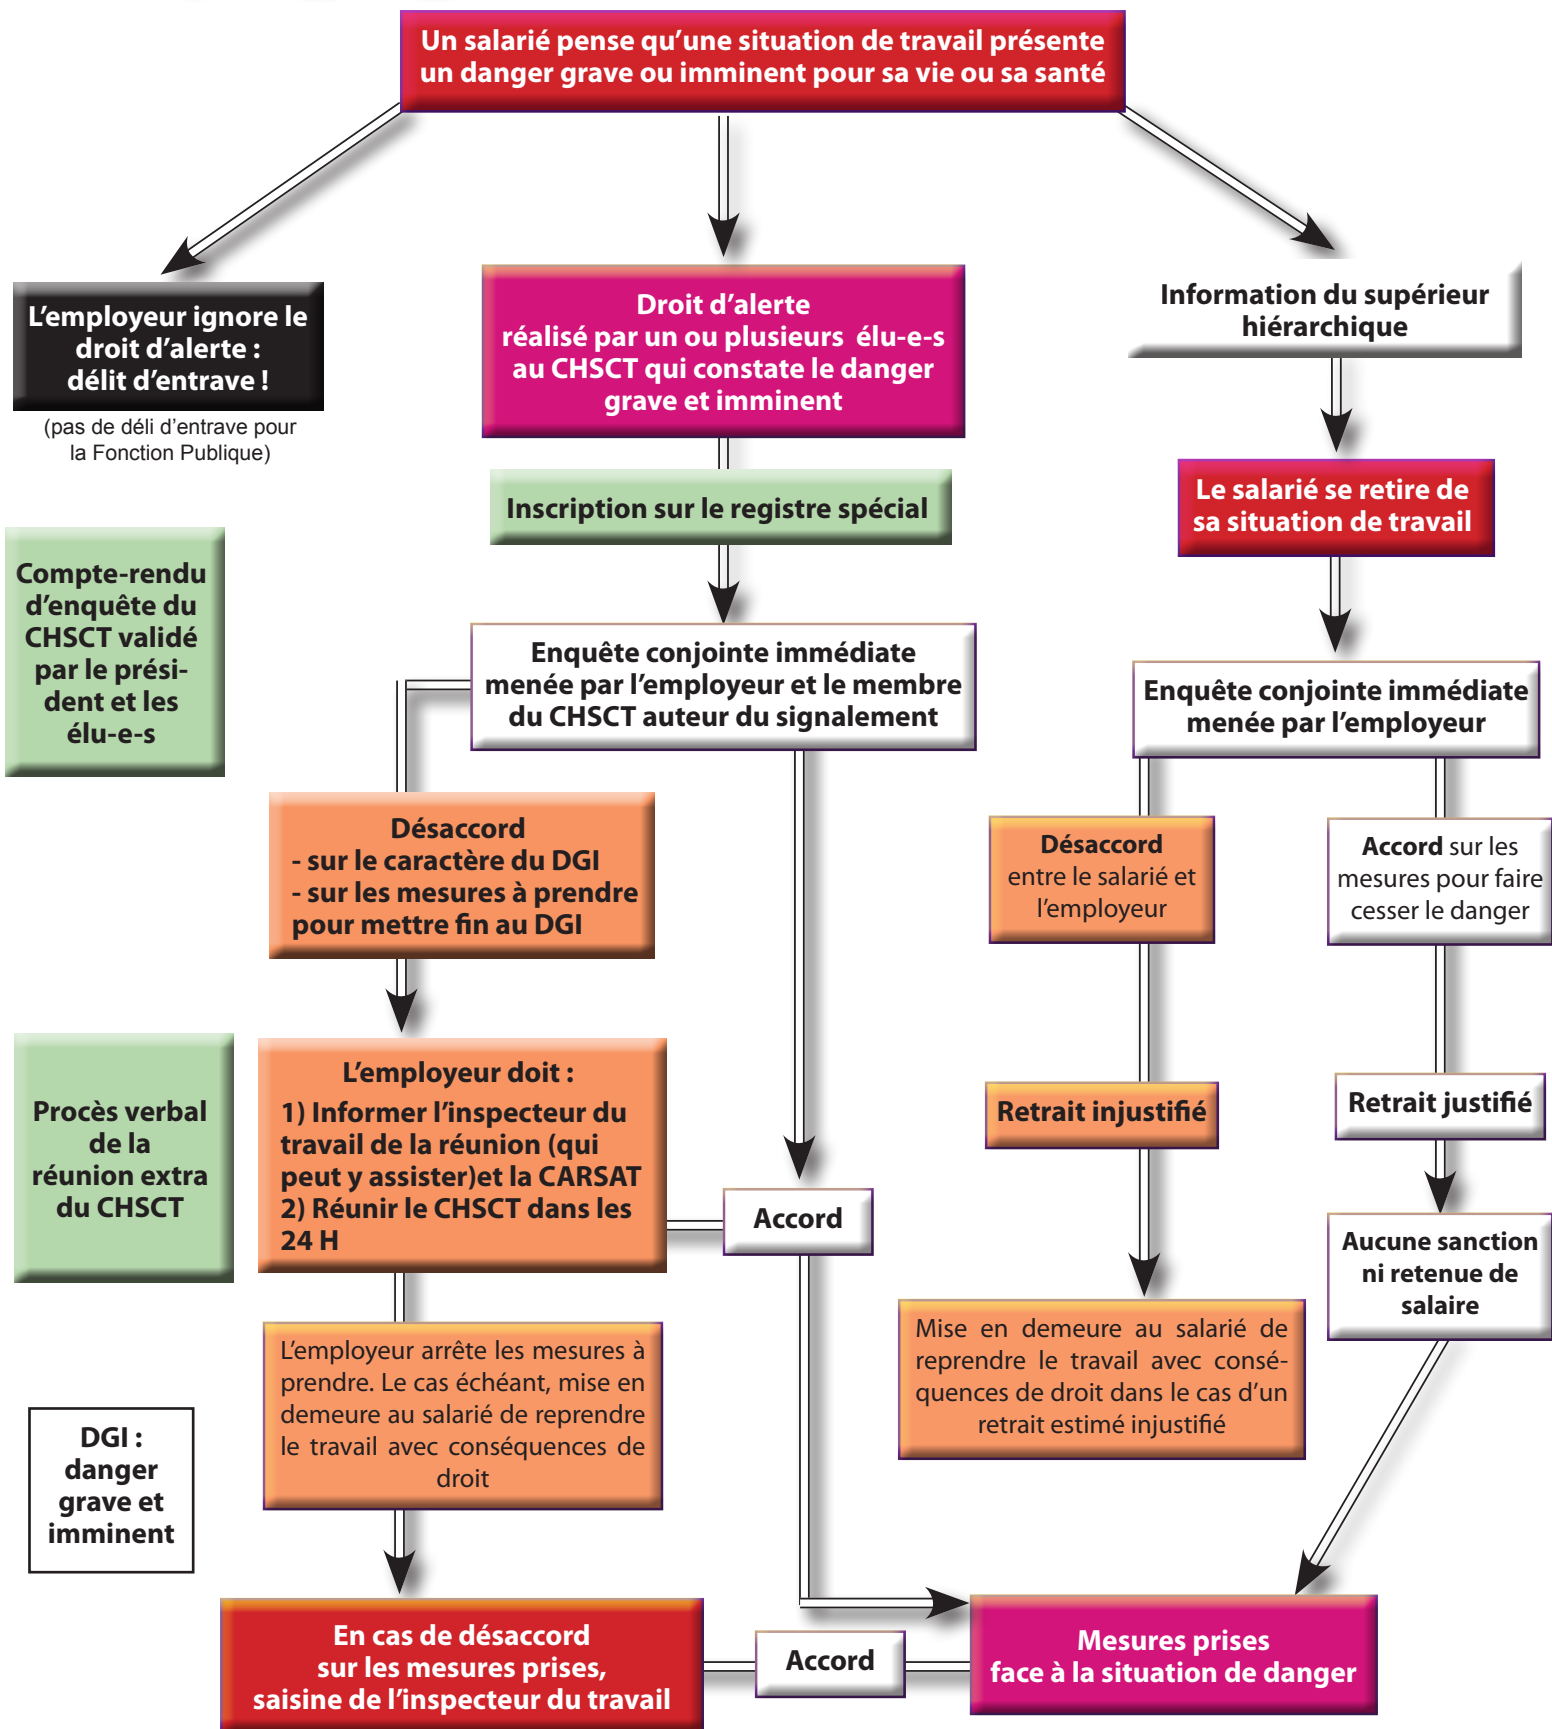 Un salarié pense qu’une situation de travail présente
un danger grave ou imminent pour sa vie ou sa santé
L’employeur ignore le
droit d’alerte :
délit d’entrave !
(pas de déli d’entrave pour
la Fonction Publique)
Droit d’alerte
réalisé par un ou plusieurs élu-e-s
au CHSCT qui constate le danger
grave et imminent
Information du supérieur
hiérarchique
Inscription sur le registre spécial
Le salarié se retire de
sa situation de travail
Compte-rendu
d’enquête du
CHSCT validé
par le prési-
dent et les
élu-e-s
Enquête conjointe immédiate
menée par l’employeur et le membre
du CHSCT auteur du signalement
Enquête conjointe immédiate
menée par l’employeur
Désaccord
- sur le caractère du DGI
- sur les mesures à prendre
pour mettre fin au DGI
Désaccord
entre le salarié et
l’employeur
Accord sur les
mesures pour faire
cesser le danger
Procès verbal
de la
réunion extra
du CHSCT
L’employeur doit :
1) Informer l’inspecteur du
travail de la réunion (qui
peut y assister)et la CARSAT
2) Réunir le CHSCT dans les
24 H
Accord
Retrait injustifié
Retrait justifié
Aucune sanction
ni retenue de
salaire
L’employeur arrête les mesures à
prendre. Le cas échéant, mise en
demeure au salarié de reprendre
le travail avec conséquences de
droit
Mise en demeure au salarié de
reprendre le travail avec consé-
quences de droit dans le cas d’un
retrait estimé injustifié
DGI :
danger
grave et
imminent
En cas de désaccord
sur les mesures prises,
saisine de l’inspecteur du travail
Accord
Mesures prises
face à la situation de danger